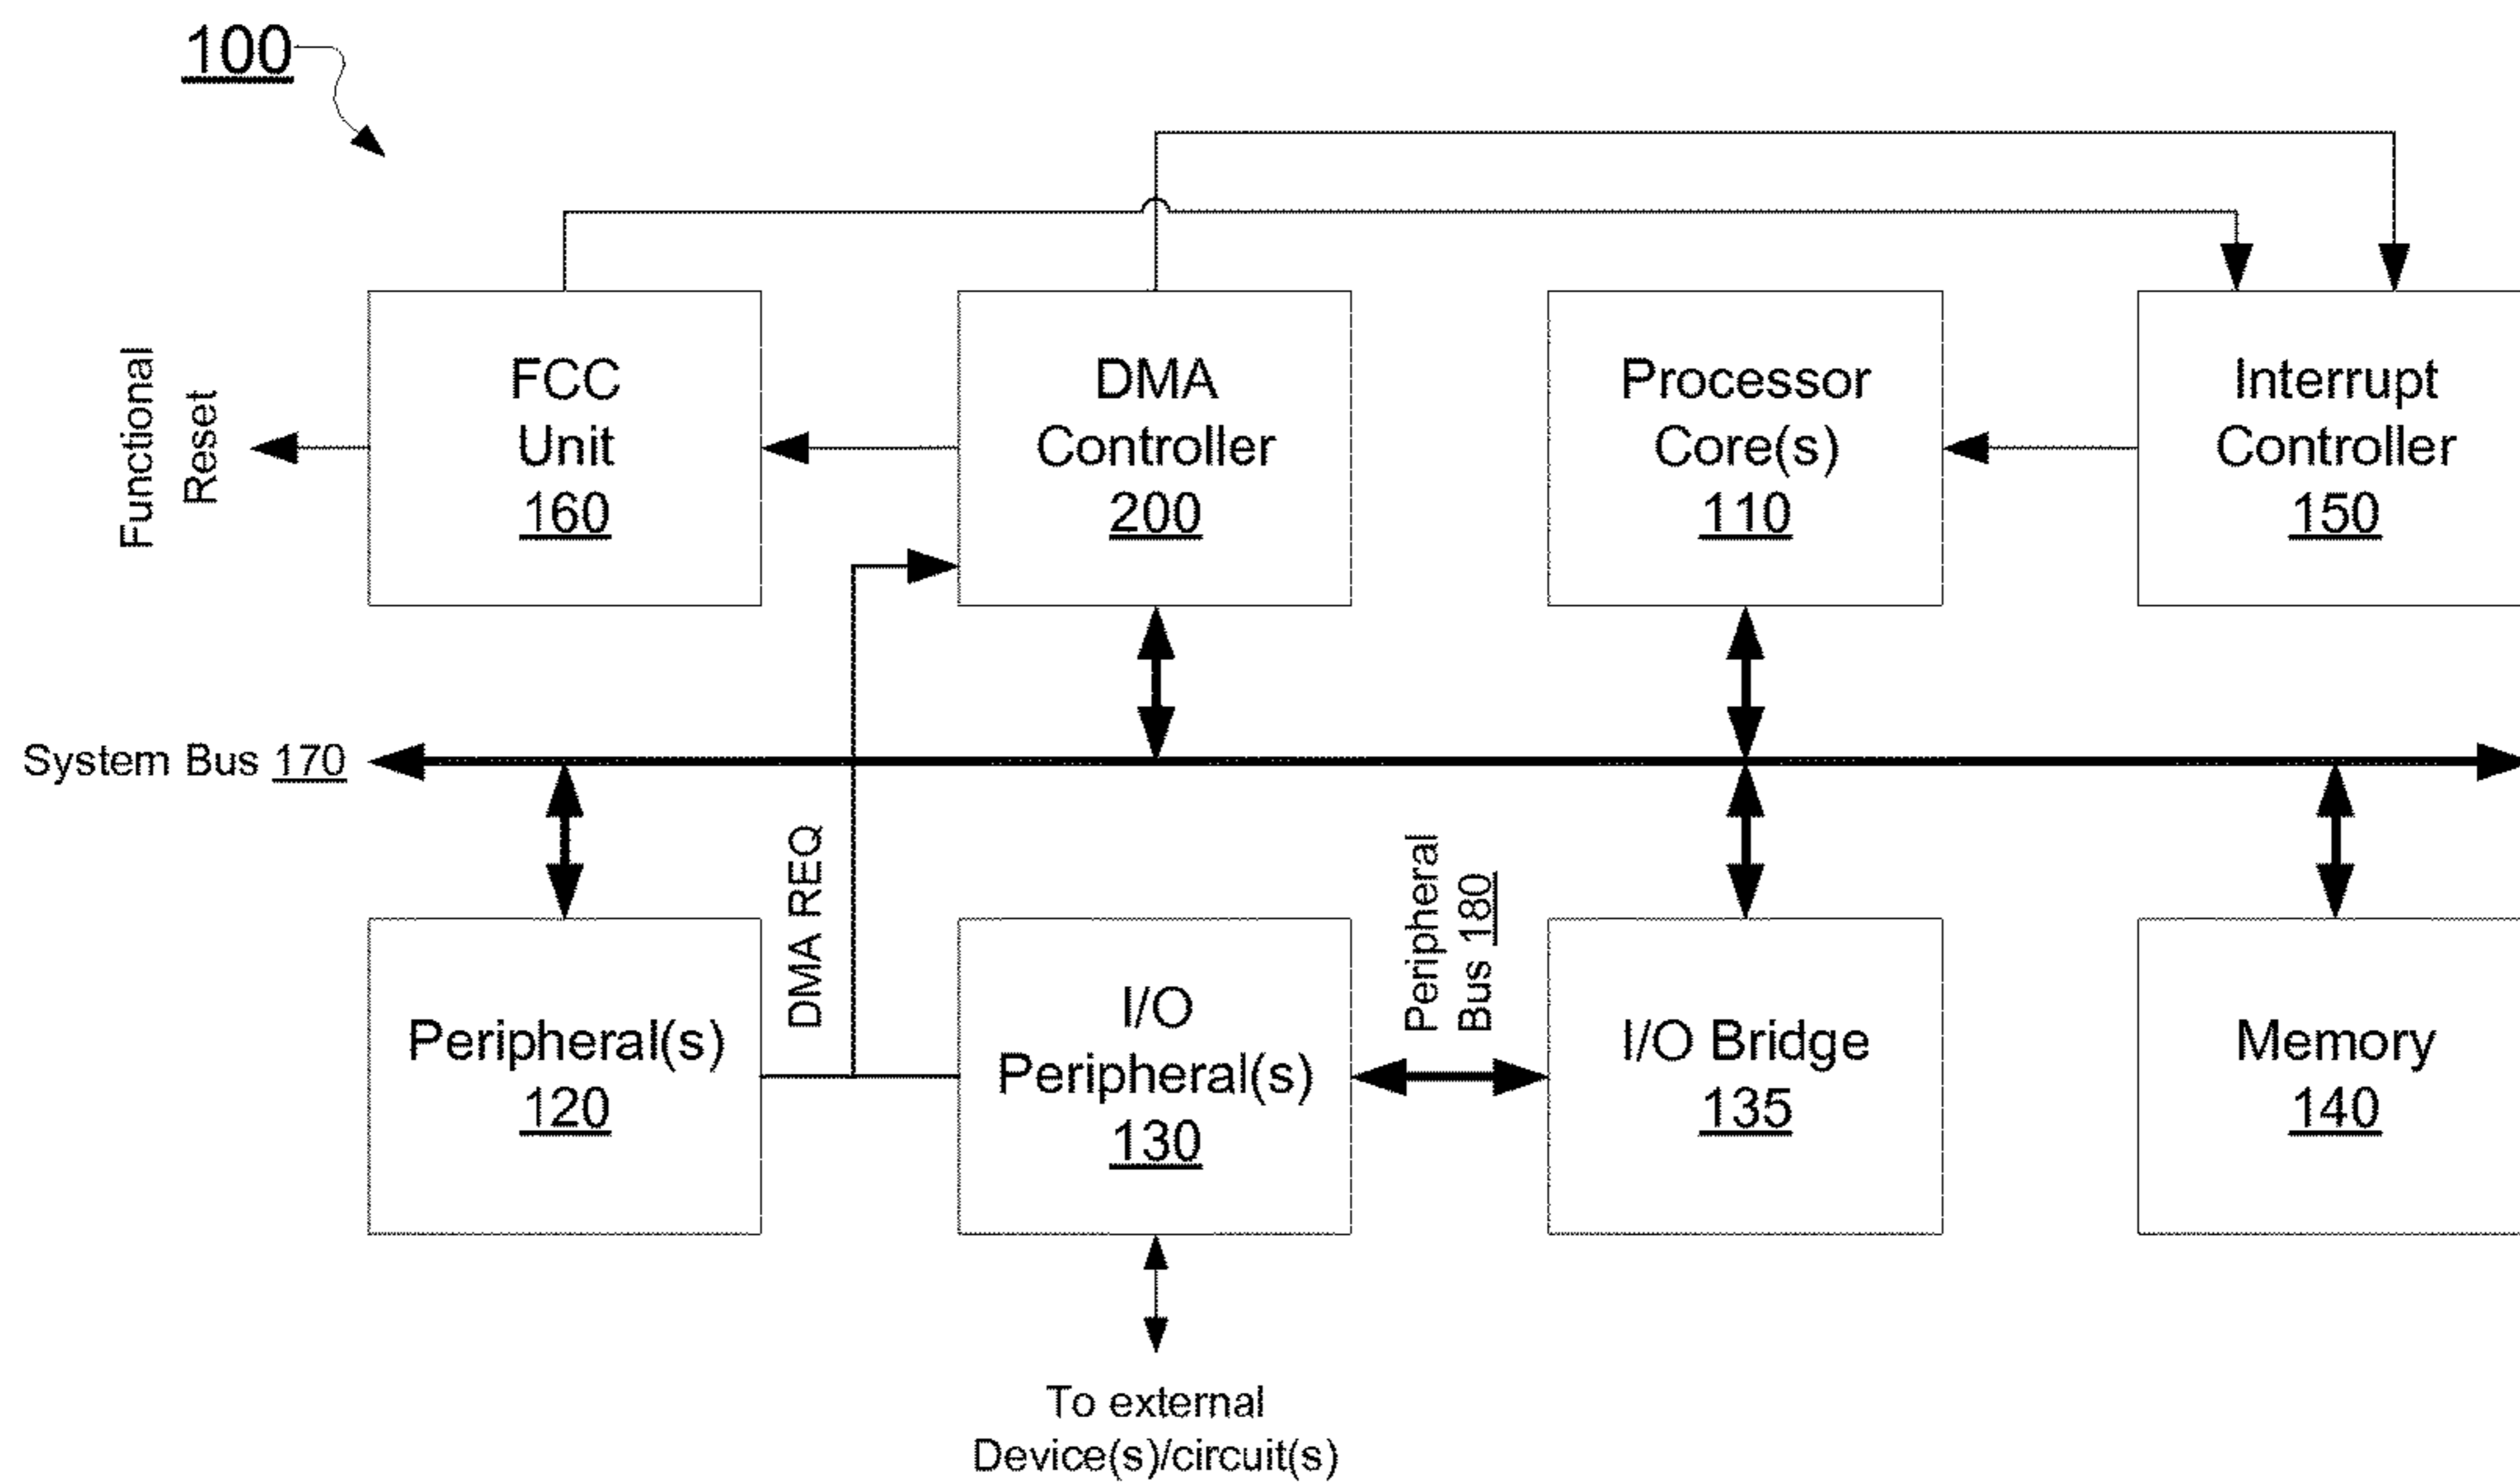 100
Functional
Reset
FCC
Unit
160
DMA
Controller
200
Processor
Core(s)
110
Interrupt
Controller
150
System Bus 170
DMA REQ
Peripheral
Bus 180
Peripheral(s)
120
I/O
Peripheral(s)
130
I/O Bridge
135
Memory
140
To external
Device(s)/circuit(s)